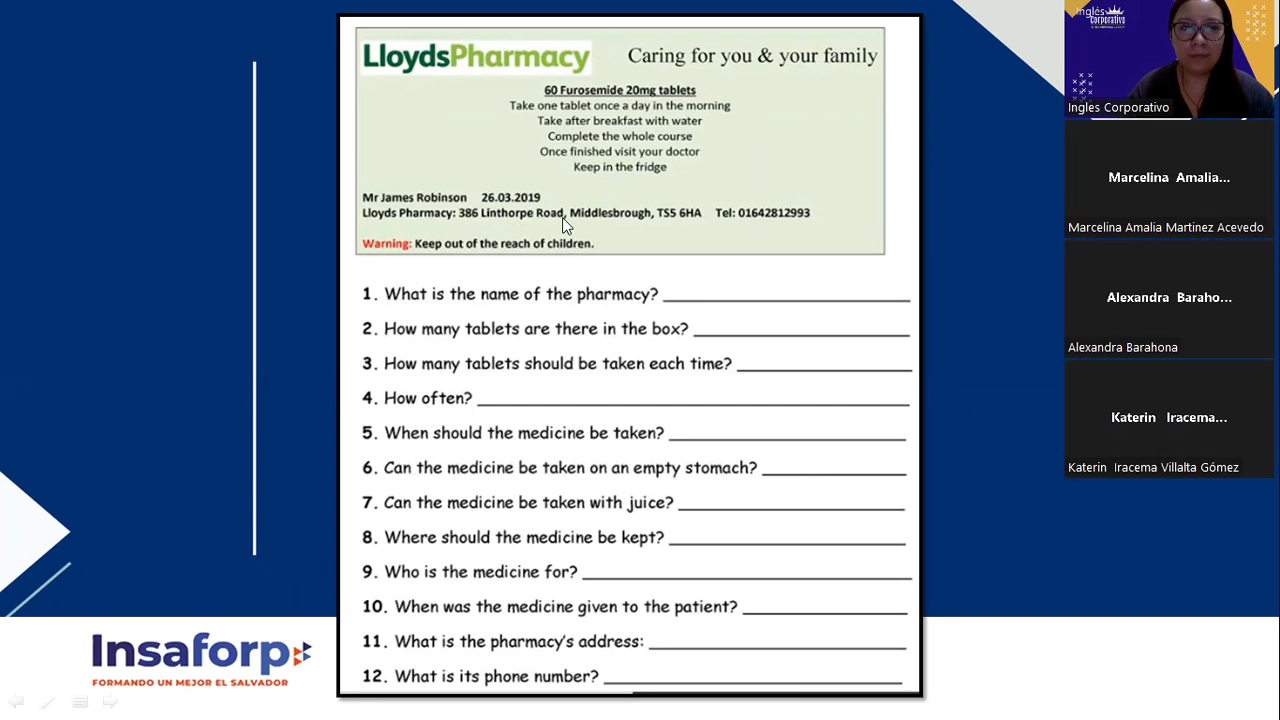 LloydsPharmacy
Caring for you & your family
60 Furosemide 20mg tablets
Take one tablet once a day in the morning
Take after breakfast with water
Complete the whole course
Once finished visit your doctor
Keep in the fridge
Mr James Robinson 26.03.2019
Lloyds Pharmacy: 386 Linthorpe Road, Middlesbrough, TS5 6HA Tel: 01642812993
Warning: Keep out of the reach of children.
1. What is the name of the pharmacy?
2. How many tablets are there in the box?
3. How many tablets should be taken each time?
4. How often?
5. When should the medicine be taken?
6. Can the medicine be taken on an empty stomach?
7. Can the medicine be taken with juice?
8. Where should the medicine be kept?
9. Who is the medicine for?
10. When was the medicine given to the patient?
11. What is the pharmacy's address:
12. What is its phone number?
Insaforp
FORMANDO UN MEJOR EL SALVADOR
Inglés
Corporativo
Ingles Corporativo
Marcelina Amalia...
Marcelina Amalia Martinez Acevedo
Alexandra Baraho...
Alexandra Barahona
Katerin Iracema...
Katerin Iracema Villalta Gómez